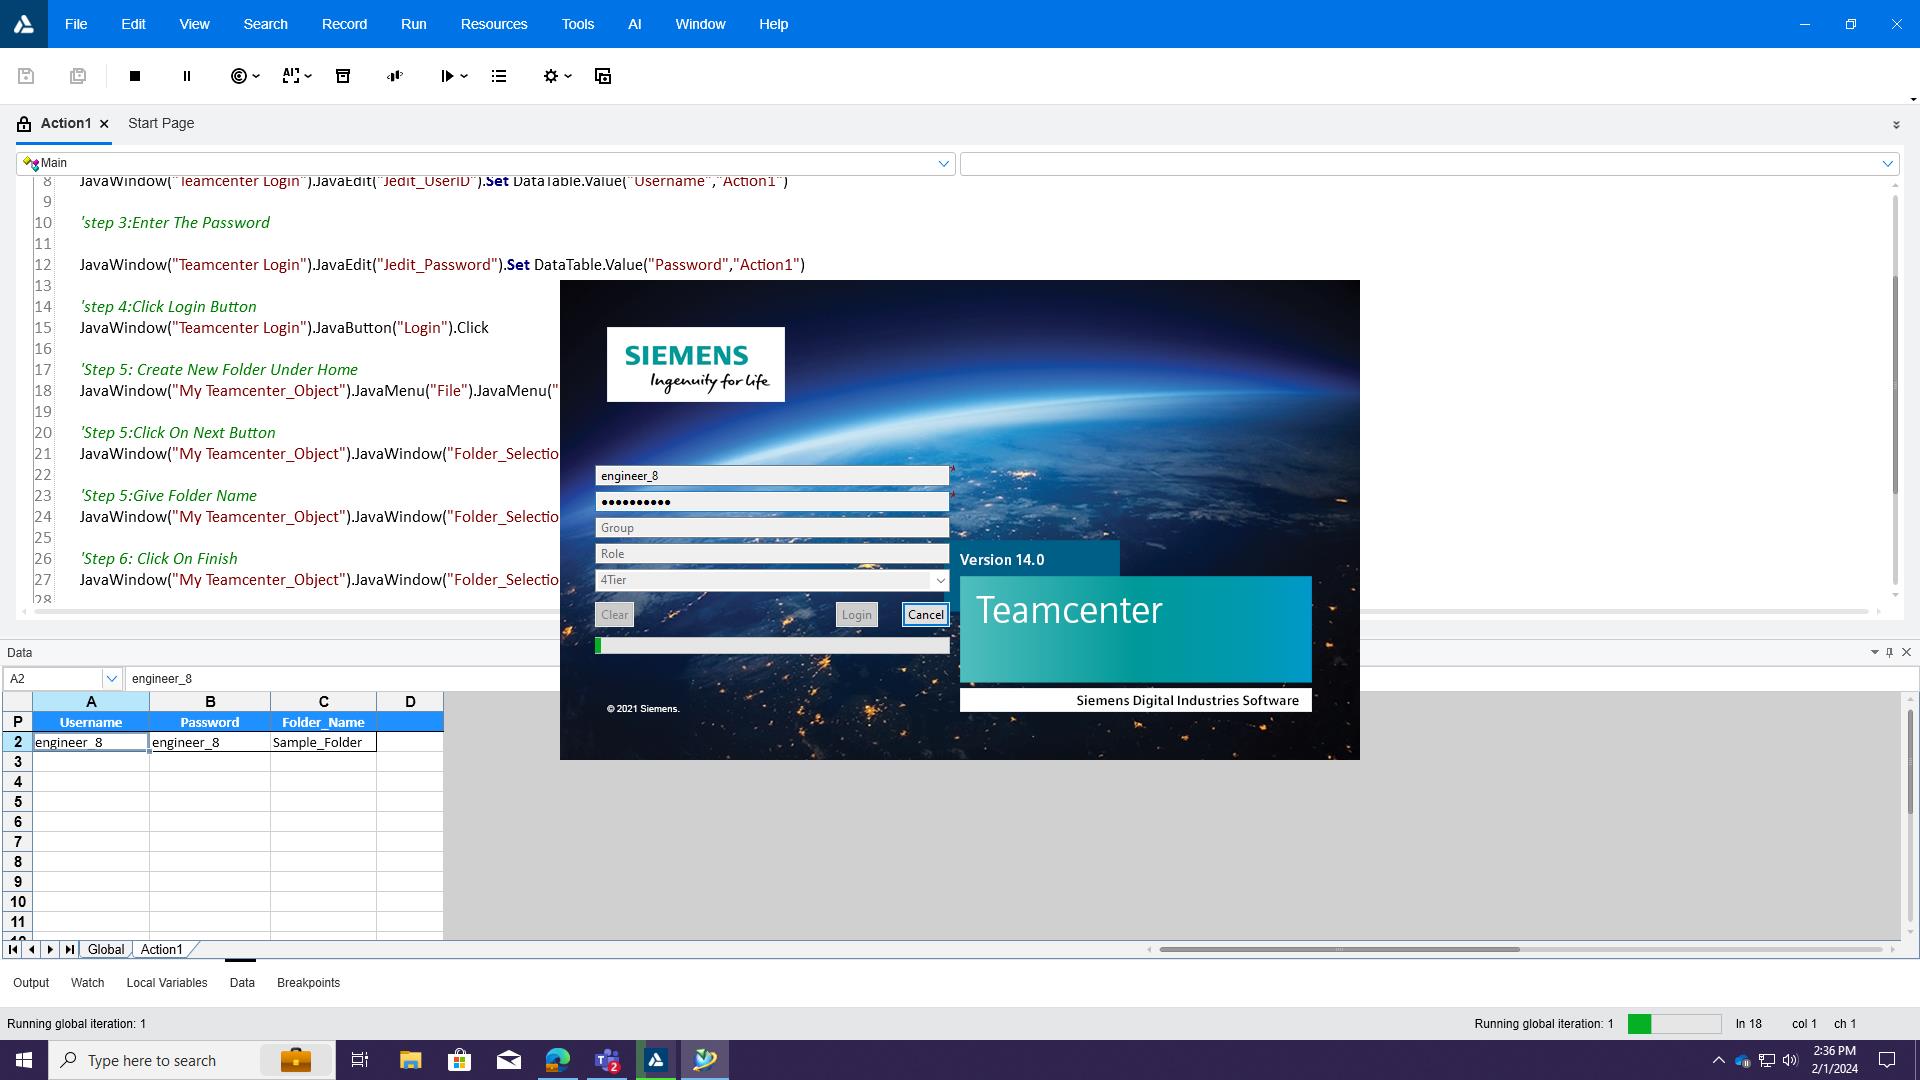 File Edit View Search Record Run Resources Tools AI Window Help
Action1 Start Page
Main
8 JavaWindow("Teamcenter Login").JavaEdit("Jedit_UserID").Set DataTable.Value("Username","Action1")
9
10 'step 3:Enter The Password
11
12 JavaWindow("Teamcenter Login").JavaEdit("Jedit_Password").Set DataTable.Value("Password","Action1")
13
14 'step 4:Click Login Button
15 JavaWindow("Teamcenter Login").JavaButton("Login").Click
16
17 'Step 5: Create New Folder Under Home
18 JavaWindow("My Teamcenter_Object").JavaMenu("File").JavaMenu("
19
20 'Step 5:Click On Next Button
21 JavaWindow("My Teamcenter_Object").JavaWindow("Folder_Selectio
22
23 'Step 5:Give Folder Name
24 JavaWindow("My Teamcenter_Object").JavaWindow("Folder_Selectio
25
26 'Step 6: Click On Finish
27 JavaWindow("My Teamcenter_Object").JavaWindow("Folder_Selectio
28
SIEMENS
Ingenuity for life
engineer_8 *
•••••••••• *
Group
Role
4Tier
Clear Login Cancel
Version 14.0
Teamcenter
Siemens Digital Industries Software
© 2021 Siemens.
Data
A2 engineer_8
A B C D
P Username Password Folder_Name
2 engineer_8 engineer_8 Sample_Folder
3
4
5
6
7
8
9
10
11
Global Action1
Output Watch Local Variables Data Breakpoints
Running global iteration: 1 Running global iteration: 1 ln 18 col 1 ch 1
Type here to search 2 2:36 PM
2/1/2024